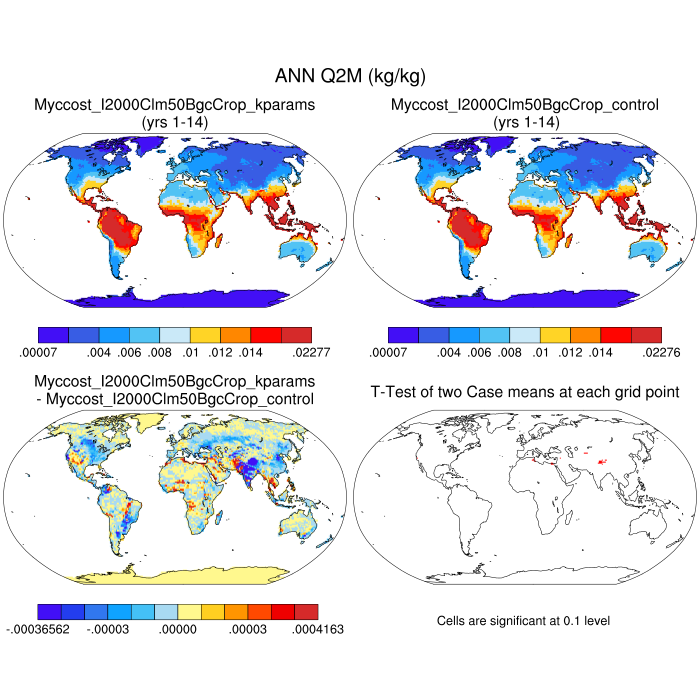 ANN Q2M (kg/kg)
Myccost_I2000Clm50BgcCrop_kparams
(yrs 1-14)
Myccost_I2000Clm50BgcCrop_control
(yrs 1-14)
.00007 .004 .006 .008 .01 .012 .014 .02277
.00007 .004 .006 .008 .01 .012 .014 .02276
Myccost_I2000Clm50BgcCrop_kparams
- Myccost_I2000Clm50BgcCrop_control
T-Test of two Case means at each grid point
-.00036562 -.00003 .00000 .00003 .0004163
Cells are significant at 0.1 level